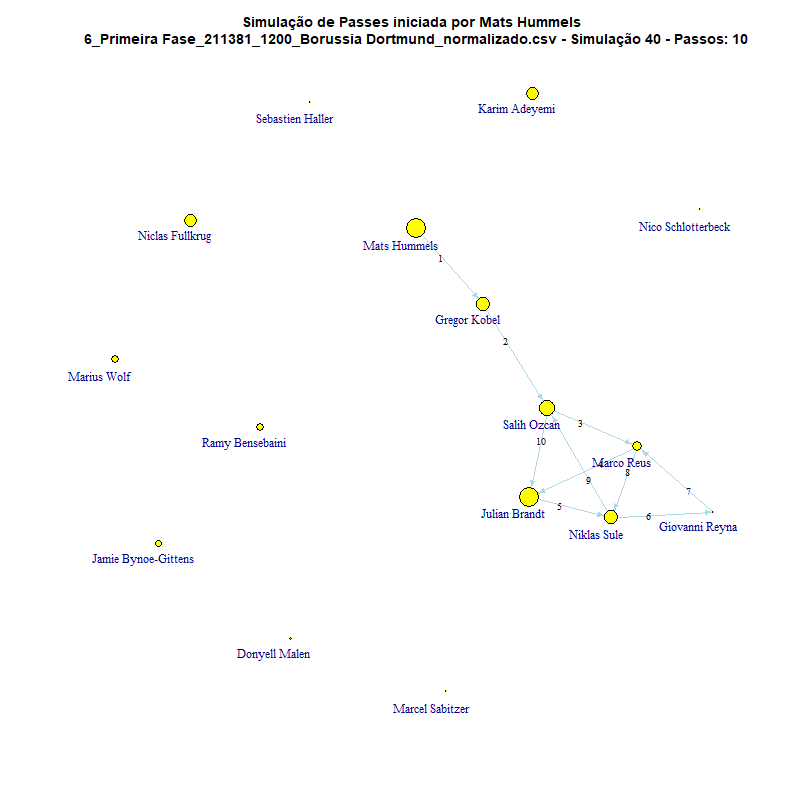 Simulação de Passes iniciada por Mats Hummels
6_Primeira Fase_211381_1200_Borussia Dortmund_normalizado.csv - Simulação 40 - Passos: 10
Karim Adeyemi
Sebastien Haller
Nico Schlotterbeck
Niclas Fullkrug
Mats Hummels
1
Gregor Kobel
2
Marius Wolf
Salih Ozcan
3
10
Ramy Bensebaini
Marco Reus
4
8
9
7
5
Julian Brandt
6
Giovanni Reyna
Niklas Sule
Jamie Bynoe-Gittens
Donyell Malen
Marcel Sabitzer